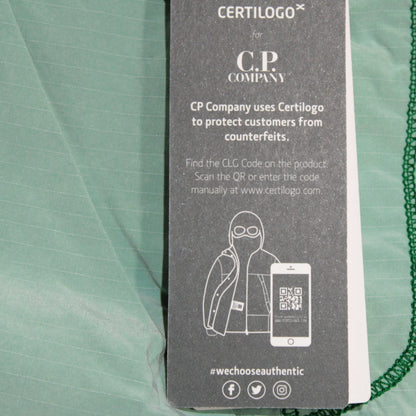 CERTILOGO
for
C.P.
COMPANY
CP Company uses Certilogo
to protect customers from
counterfeits.
Find the CLG Code on the product.
Scan the QR or enter the code
manually at www.certilogo.com.
#wechooseauthentic